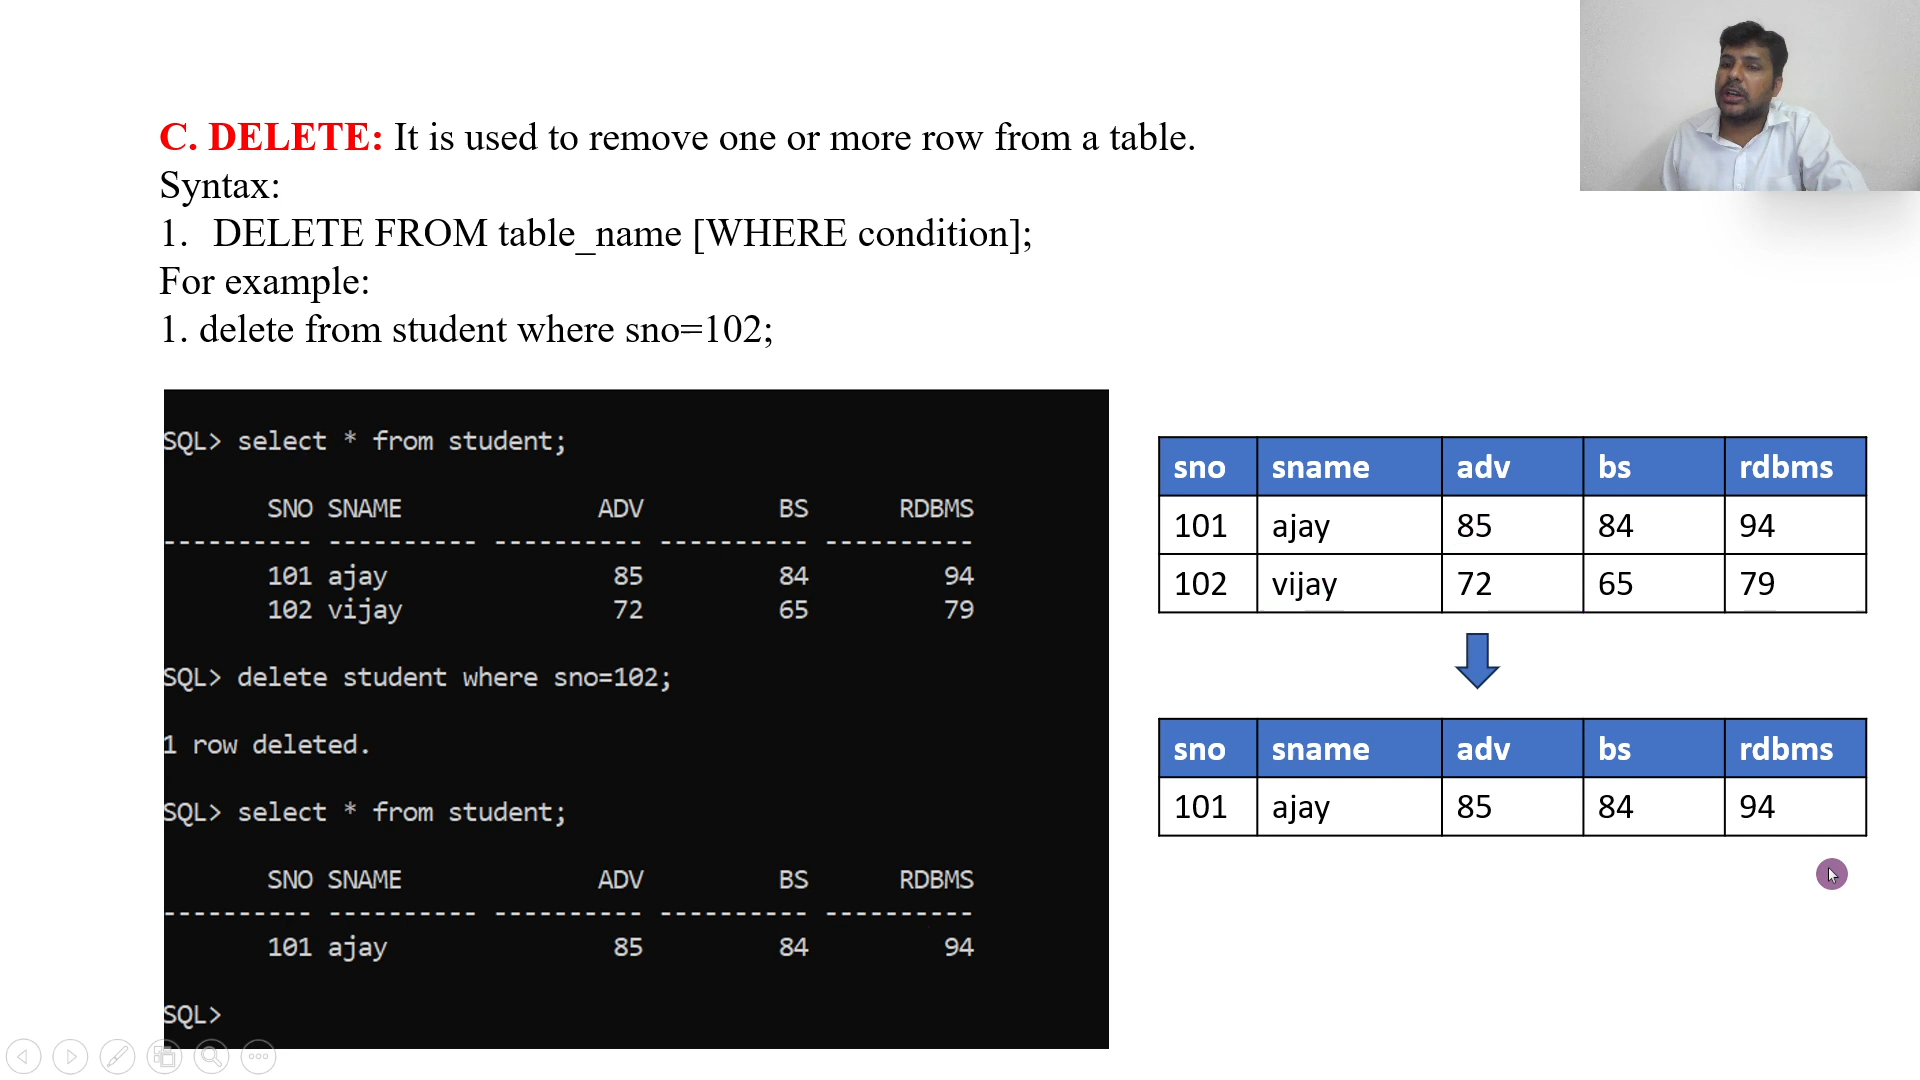 C. DELETE: It is used to remove one or more row from a table.
Syntax:
1. DELETE FROM table_name [WHERE condition];
For example:
1. delete from student where sno=102;
SQL> select * from student;
SNO SNAME ADV BS RDBMS
---------- ---------- ---------- ---------- ----------
101 ajay 85 84 94
102 vijay 72 65 79
SQL> delete student where sno=102;
1 row deleted.
SQL> select * from student;
SNO SNAME ADV BS RDBMS
---------- ---------- ---------- ---------- ----------
101 ajay 85 84 94
SQL>
sno sname adv bs rdbms
101 ajay 85 84 94
102 vijay 72 65 79
sno sname adv bs rdbms
101 ajay 85 84 94